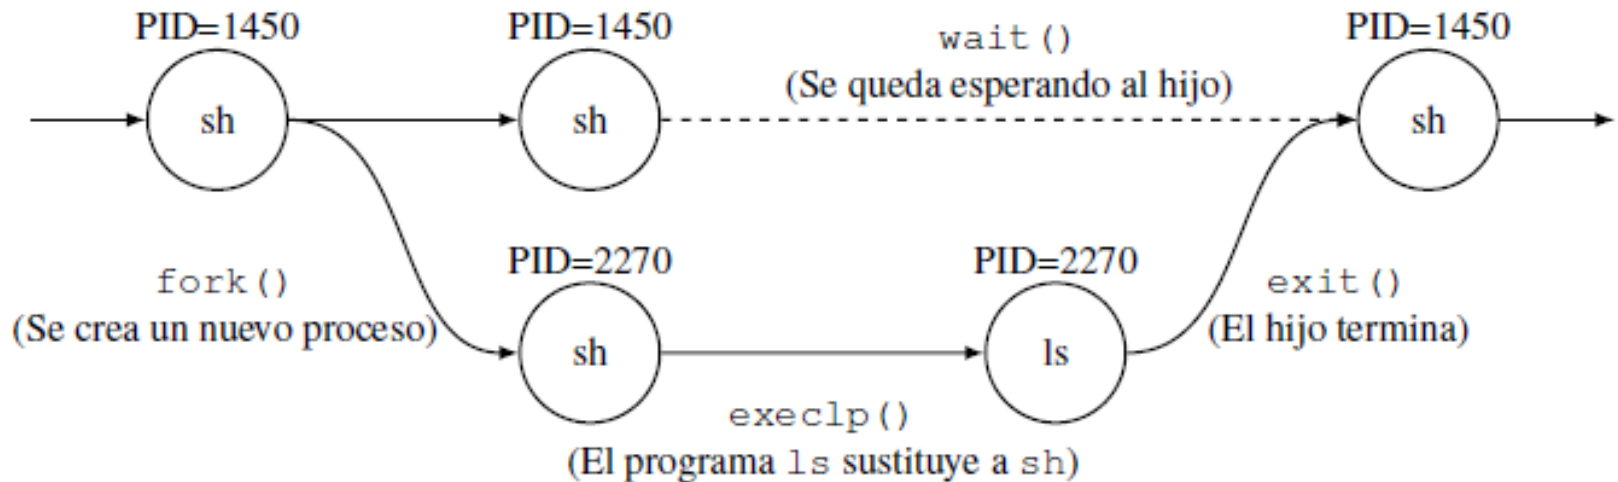 PID=1450
PID=1450
wait()
(Se queda esperando al hijo)
PID=1450
sh
sh
sh
fork()
(Se crea un nuevo proceso)
PID=2270
PID=2270
exit()
(El hijo termina)
sh
ls
execlp()
(El programa ls sustituye a sh)